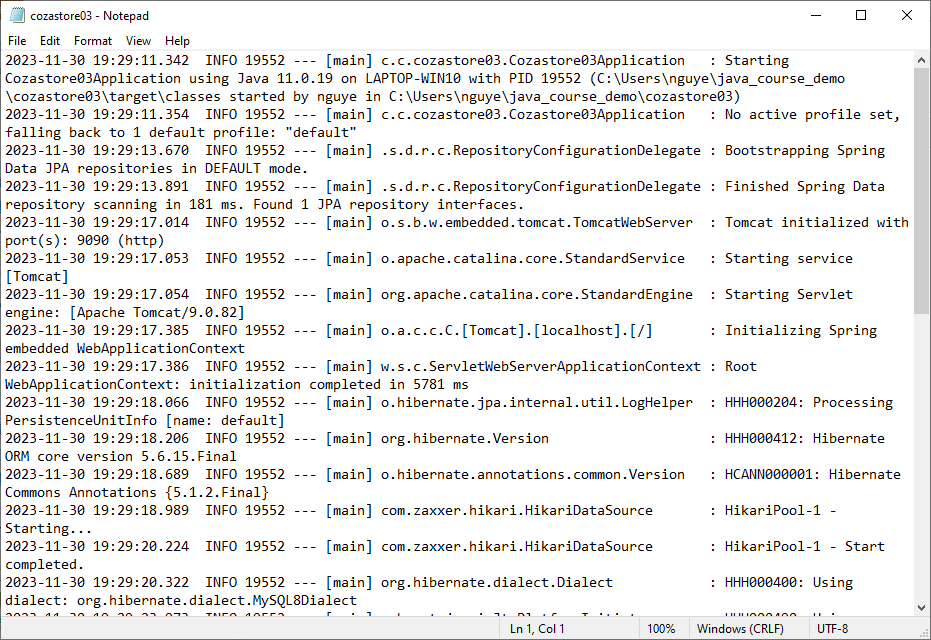 cozastore03 - Notepad
File Edit Format View Help
2023-11-30 19:29:11.342  INFO 19552 --- [main] c.c.cozastore03.Cozastore03Application   : Starting
Cozastore03Application using Java 11.0.19 on LAPTOP-WIN10 with PID 19552 (C:\Users\nguye\java_course_demo
\cozastore03\target\classes started by nguye in C:\Users\nguye\java_course_demo\cozastore03)
2023-11-30 19:29:11.354  INFO 19552 --- [main] c.c.cozastore03.Cozastore03Application   : No active profile set,
falling back to 1 default profile: "default"
2023-11-30 19:29:13.670  INFO 19552 --- [main] .s.d.r.c.RepositoryConfigurationDelegate : Bootstrapping Spring
Data JPA repositories in DEFAULT mode.
2023-11-30 19:29:13.891  INFO 19552 --- [main] .s.d.r.c.RepositoryConfigurationDelegate : Finished Spring Data
repository scanning in 181 ms. Found 1 JPA repository interfaces.
2023-11-30 19:29:17.014  INFO 19552 --- [main] o.s.b.w.embedded.tomcat.TomcatWebServer  : Tomcat initialized with
port(s): 9090 (http)
2023-11-30 19:29:17.053  INFO 19552 --- [main] o.apache.catalina.core.StandardService   : Starting service
[Tomcat]
2023-11-30 19:29:17.054  INFO 19552 --- [main] org.apache.catalina.core.StandardEngine  : Starting Servlet
engine: [Apache Tomcat/9.0.82]
2023-11-30 19:29:17.385  INFO 19552 --- [main] o.a.c.c.C.[Tomcat].[localhost].[/]       : Initializing Spring
embedded WebApplicationContext
2023-11-30 19:29:17.386  INFO 19552 --- [main] w.s.c.ServletWebServerApplicationContext : Root
WebApplicationContext: initialization completed in 5781 ms
2023-11-30 19:29:18.066  INFO 19552 --- [main] o.hibernate.jpa.internal.util.LogHelper  : HHH000204: Processing
PersistenceUnitInfo [name: default]
2023-11-30 19:29:18.206  INFO 19552 --- [main] org.hibernate.Version                    : HHH000412: Hibernate
ORM core version 5.6.15.Final
2023-11-30 19:29:18.689  INFO 19552 --- [main] o.hibernate.annotations.common.Version   : HCANN000001: Hibernate
Commons Annotations {5.1.2.Final}
2023-11-30 19:29:18.989  INFO 19552 --- [main] com.zaxxer.hikari.HikariDataSource       : HikariPool-1 -
Starting...
2023-11-30 19:29:20.224  INFO 19552 --- [main] com.zaxxer.hikari.HikariDataSource       : HikariPool-1 - Start
completed.
2023-11-30 19:29:20.322  INFO 19552 --- [main] org.hibernate.dialect.Dialect            : HHH000400: Using
dialect: org.hibernate.dialect.MySQL8Dialect
Ln 1, Col 1 100% Windows (CRLF) UTF-8